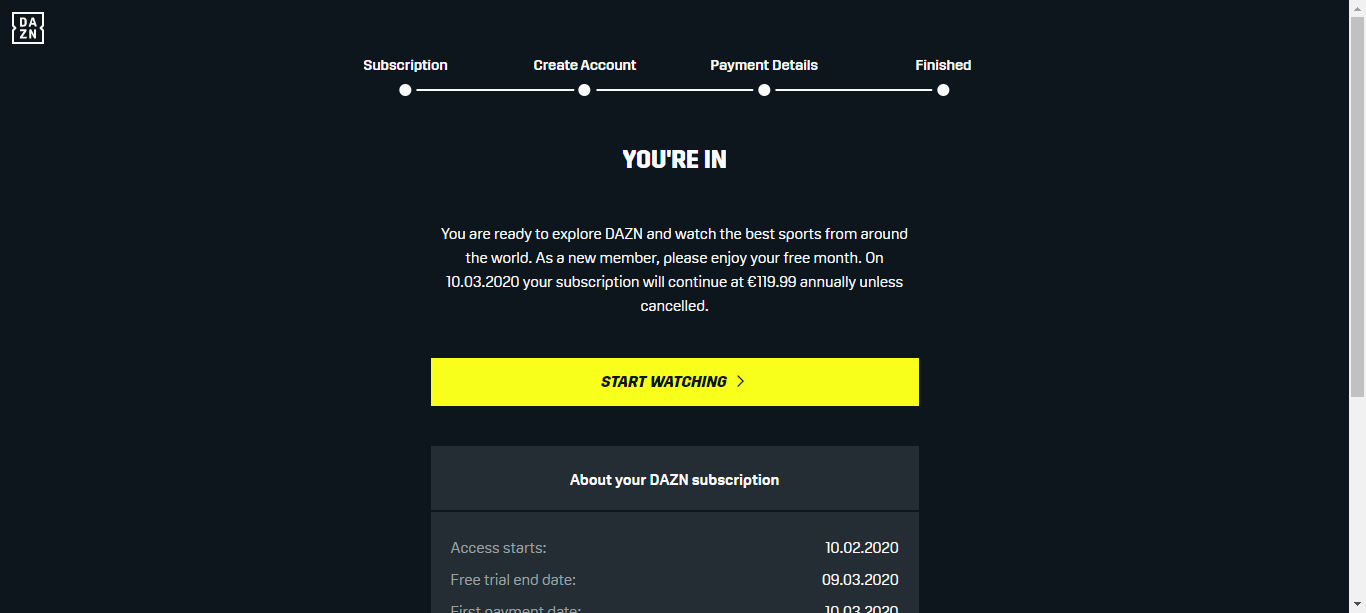 DA
ZN
Subscription
Create Account
Payment Details
Finished
YOU'RE IN
You are ready to explore DAZN and watch the best sports from around
the world. As a new member, please enjoy your free month. On
10.03.2020 your subscription will continue at €119.99 annually unless
cancelled.
START WATCHING
About your DAZN subscription
Access starts: 10.02.2020
Free trial end date: 09.03.2020
First payment date: 10.03.2020